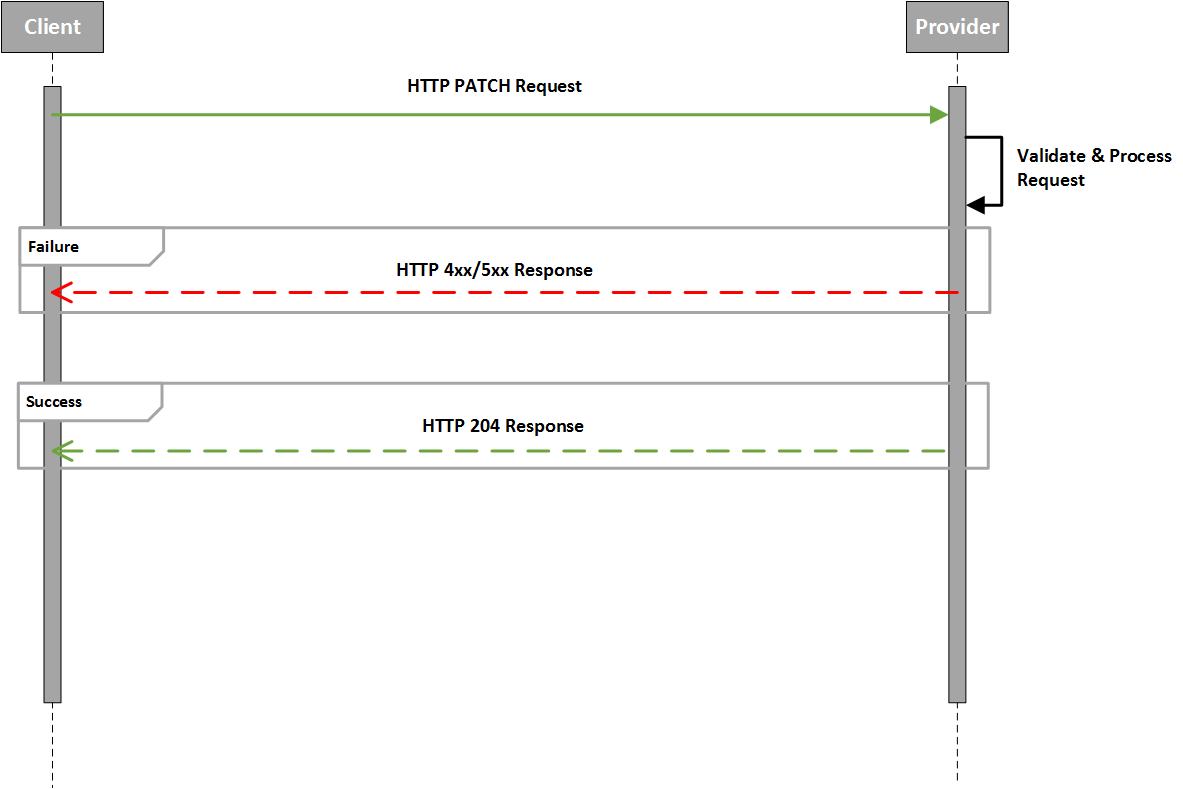 Client
Provider
HTTP PATCH Request
Validate & Process
Request
Failure
HTTP 4xx/5xx Response
Success
HTTP 204 Response